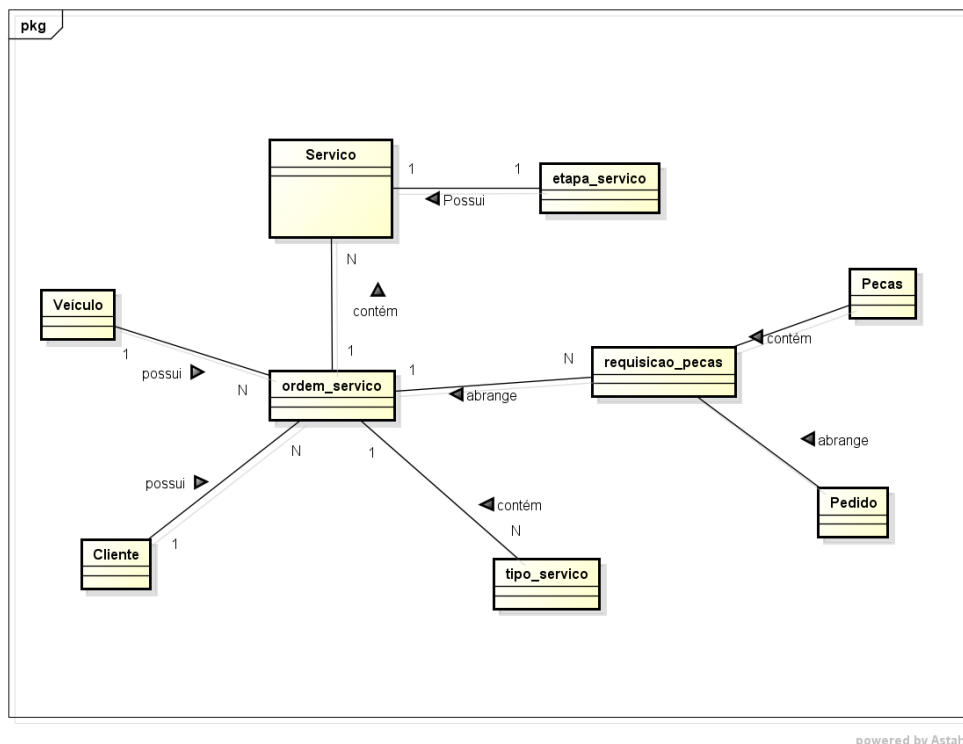 pkg
Servico
1
1
etapa_servico
Possui
N
contém
1
Veículo
1
possui
N
ordem_servico
1
N
abrange
requisicao_pecas
Pecas
contém
abrange
Pedido
N
possui
1
Cliente
1
contém
N
tipo_servico
powered by Astah